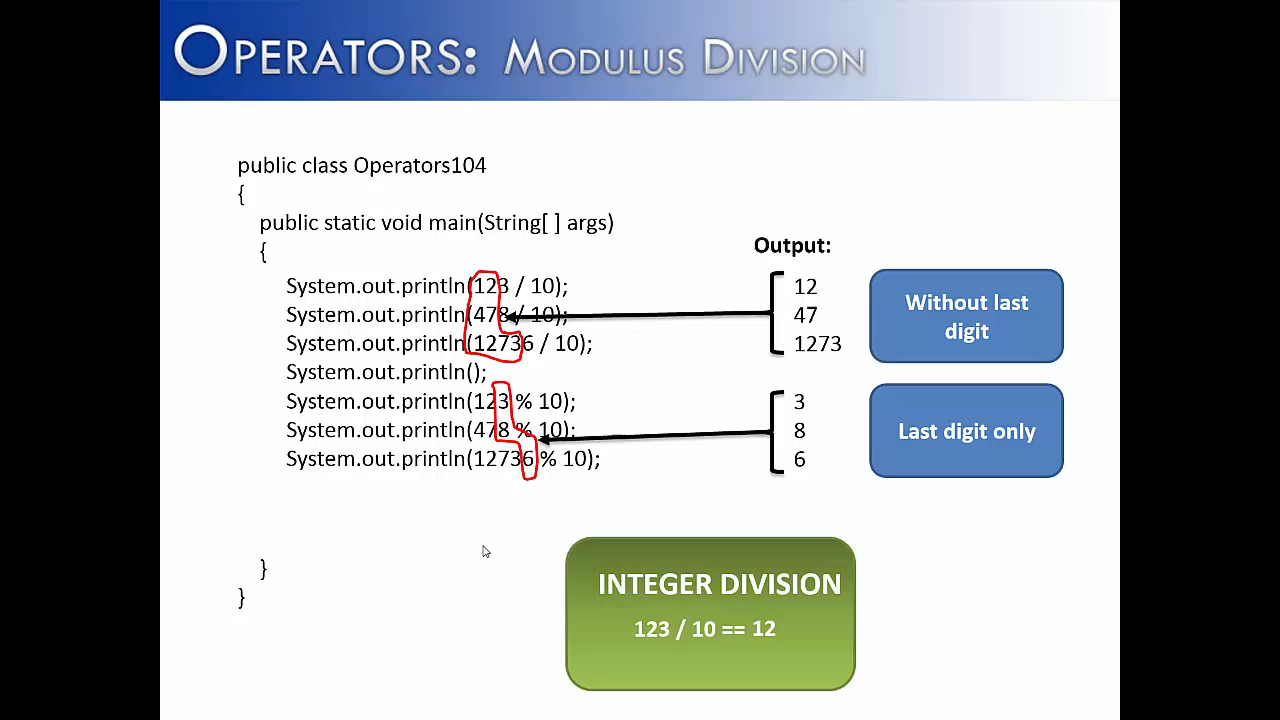 OPERATORS: MODULUS DIVISION
public class Operators104
{
public static void main(String[ ] args)
{
System.out.println(123 / 10);
System.out.println(478 / 10);
System.out.println(12736 / 10);
System.out.println();
System.out.println(123 % 10);
System.out.println(478 % 10);
System.out.println(12736 % 10);
}
}
Output:
12
47
1273
3
8
6
Without last
digit
Last digit only
INTEGER DIVISION
123 / 10 == 12